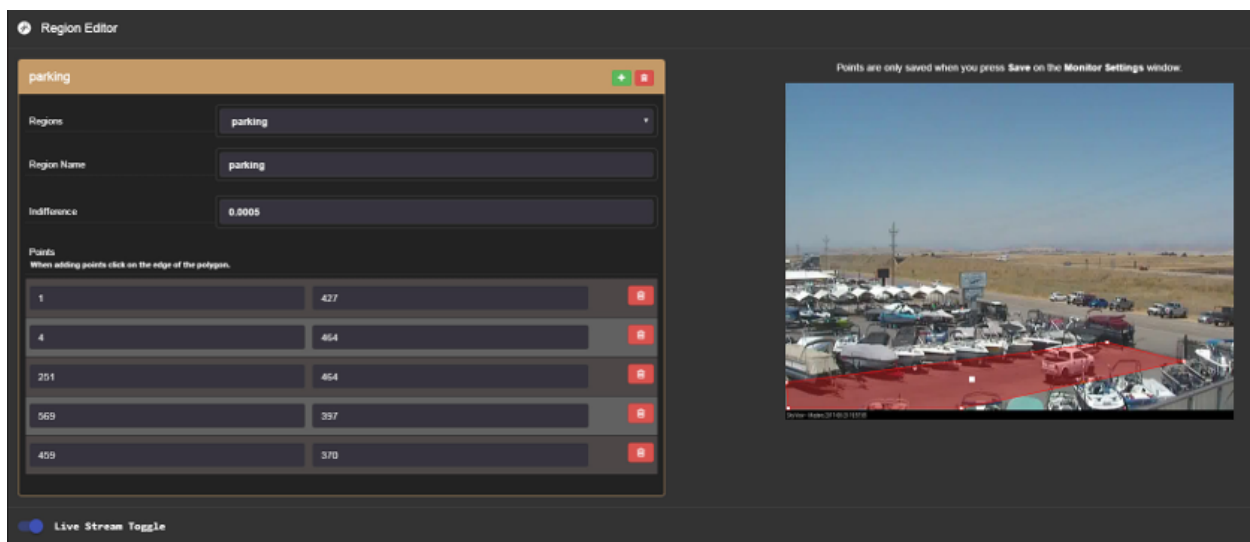 Region Editor
parking
Points are only saved when you press Save on the Monitor Settings window.
Regions
parking
Region Name
parking
Indifference
0.0005
Points
When adding points click on the edge of the polygon.
1 427
4 464
251 464
569 397
459 370
Live Stream Toggle